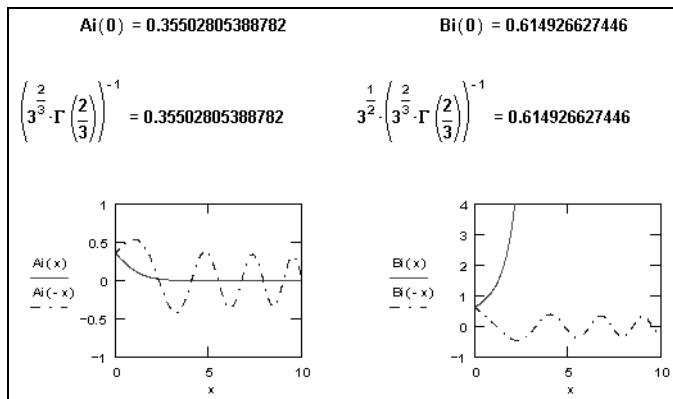 Ai(0) = 0.35502805388782
Bi(0) = 0.614926627446
(3^(2/3)·Γ(2/3))^-1 = 0.35502805388782
3^(1/2)·(3^(2/3)·Γ(2/3))^-1 = 0.614926627446
1
0.5
0
−0.5
−1
Ai(x)
Ai(-x)
0
5
10
x
4
3
2
1
0
−1
Bi(x)
Bi(-x)
0
5
10
x